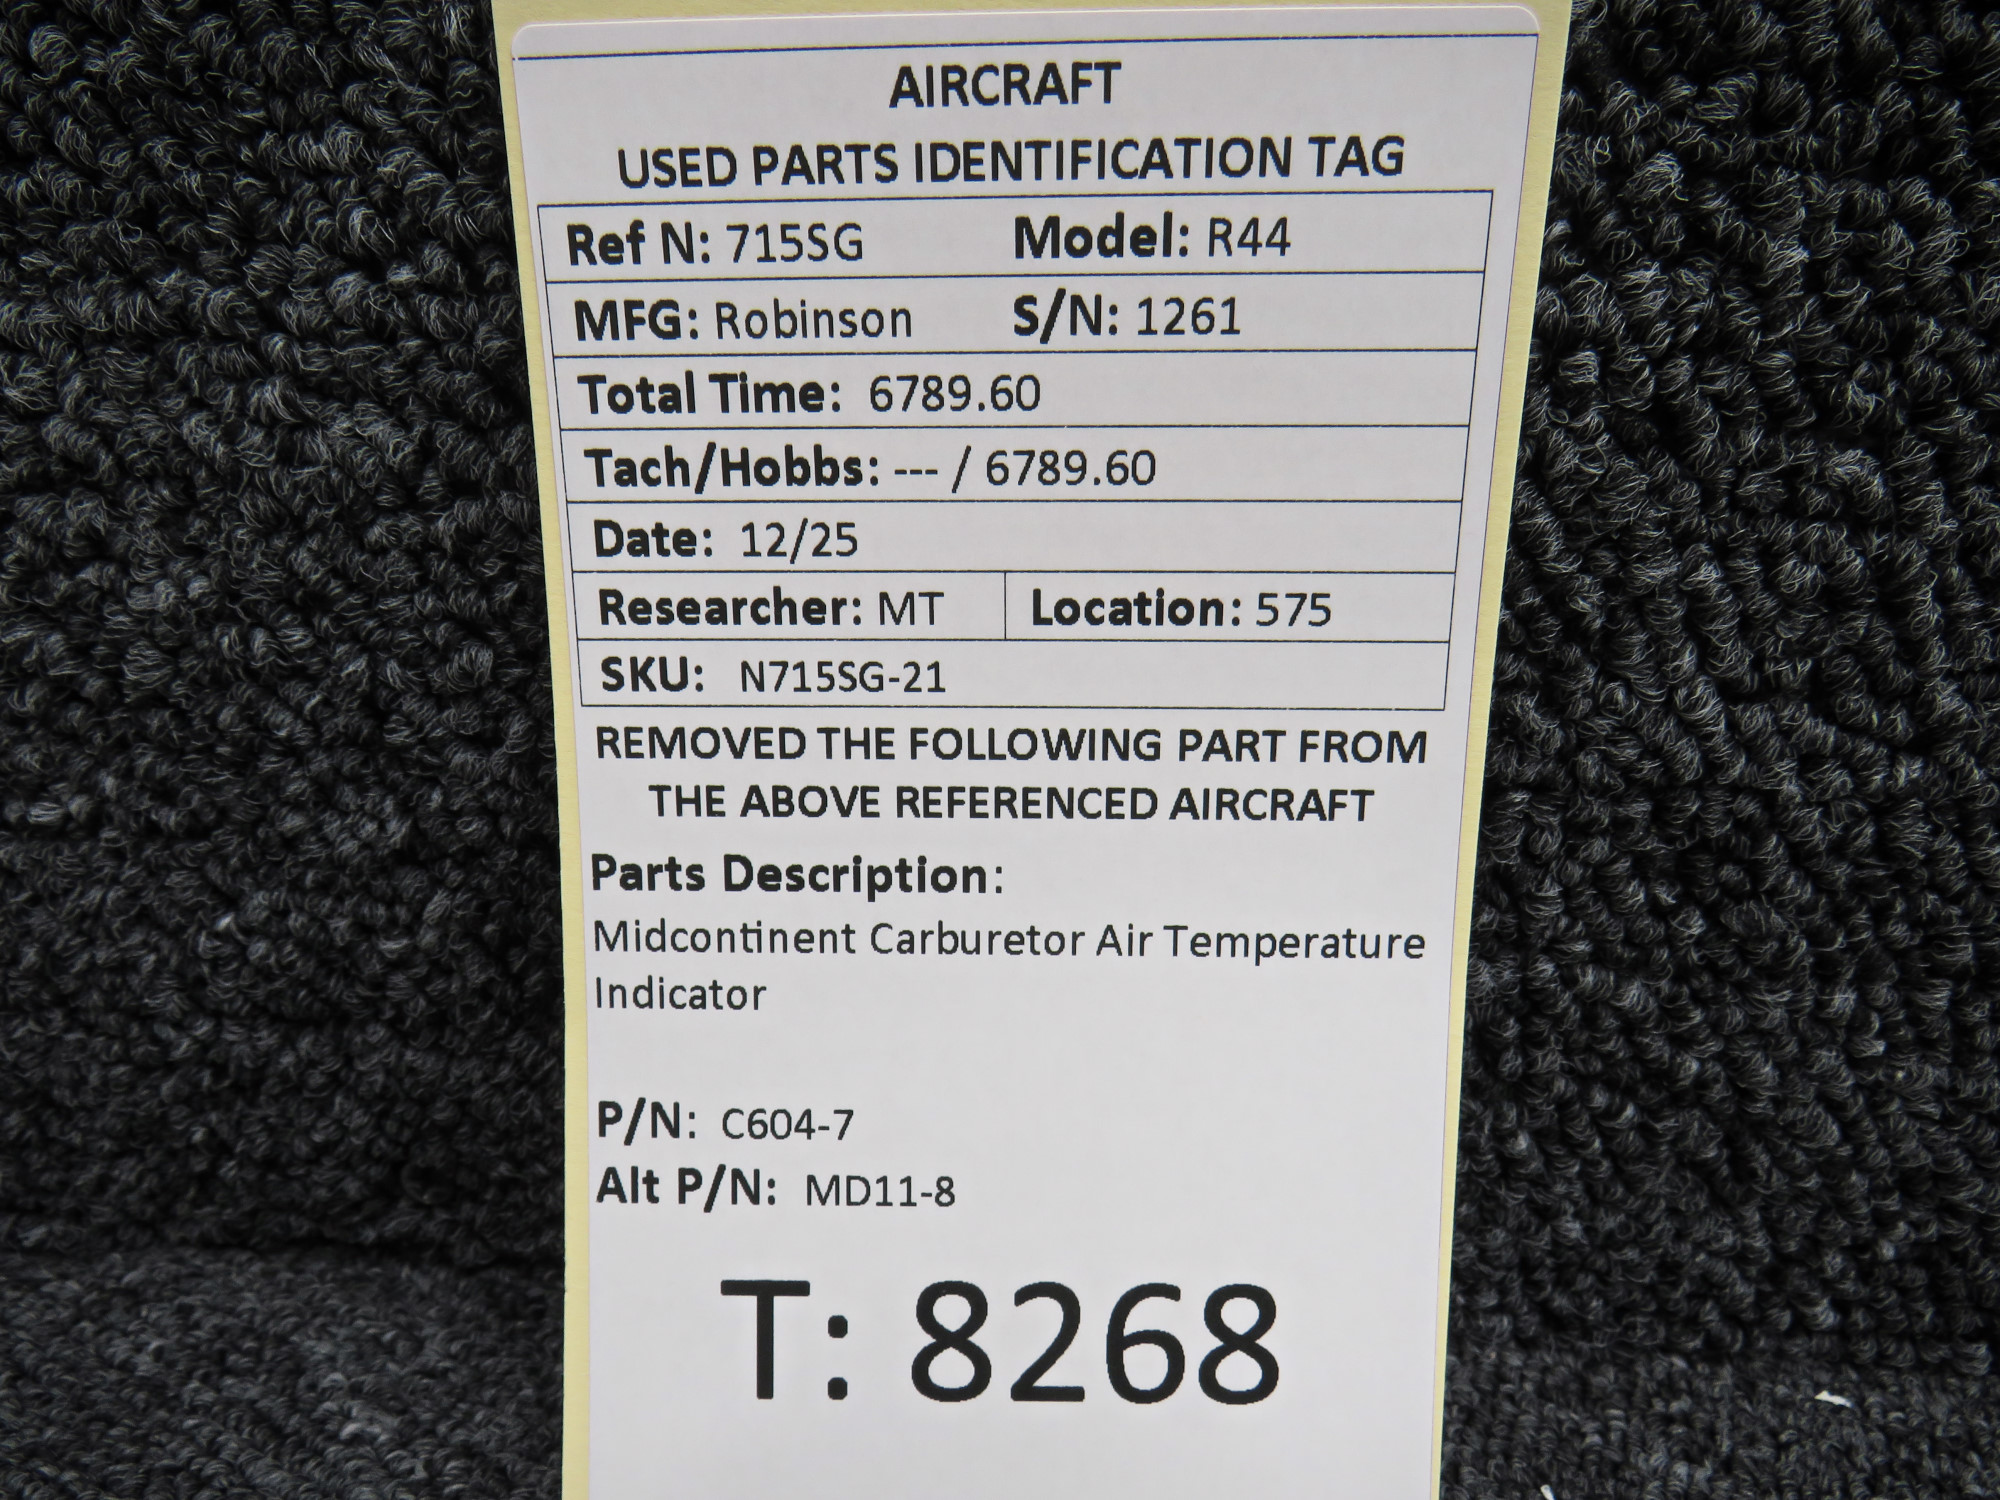 AIRCRAFT
USED PARTS IDENTIFICATION TAG
Ref N: 715SG Model: R44
MFG: Robinson S/N: 1261
Total Time: 6789.60
Tach/Hobbs: --- / 6789.60
Date: 12/25
Researcher: MT Location: 575
SKU: N715SG-21
REMOVED THE FOLLOWING PART FROM
THE ABOVE REFERENCED AIRCRAFT
Parts Description:
Midcontinent Carburetor Air Temperature
Indicator
P/N: C604-7
Alt P/N: MD11-8
T: 8268